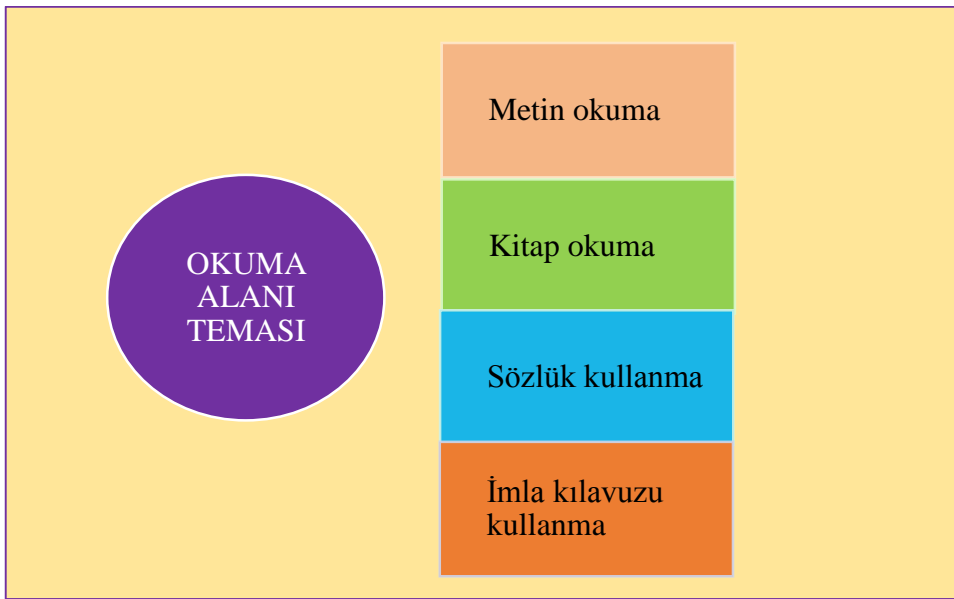 OKUMA
ALANI
TEMASI
Metin okuma
Kitap okuma
Sözlük kullanma
İmla kılavuzu
kullanma